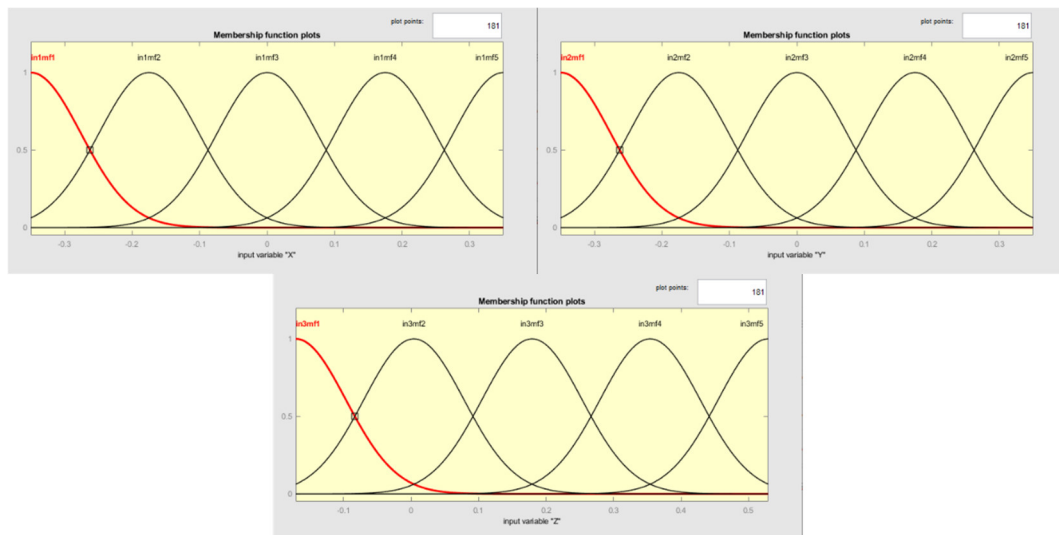 plot points: 181
Membership function plots
in1mf1 in1mf2 in1mf3 in1mf4 in1mf5
1
0.5
0
-0.3 -0.2 -0.1 0 0.1 0.2 0.3
input variable "X"
plot points: 181
Membership function plots
in2mf1 in2mf2 in2mf3 in2mf4 in2mf5
1
0.5
0
-0.3 -0.2 -0.1 0 0.1 0.2 0.3
input variable "Y"
plot points: 181
Membership function plots
in3mf1 in3mf2 in3mf3 in3mf4 in3mf5
1
0.5
0
-0.1 0 0.1 0.2 0.3 0.4 0.5
input variable "Z"